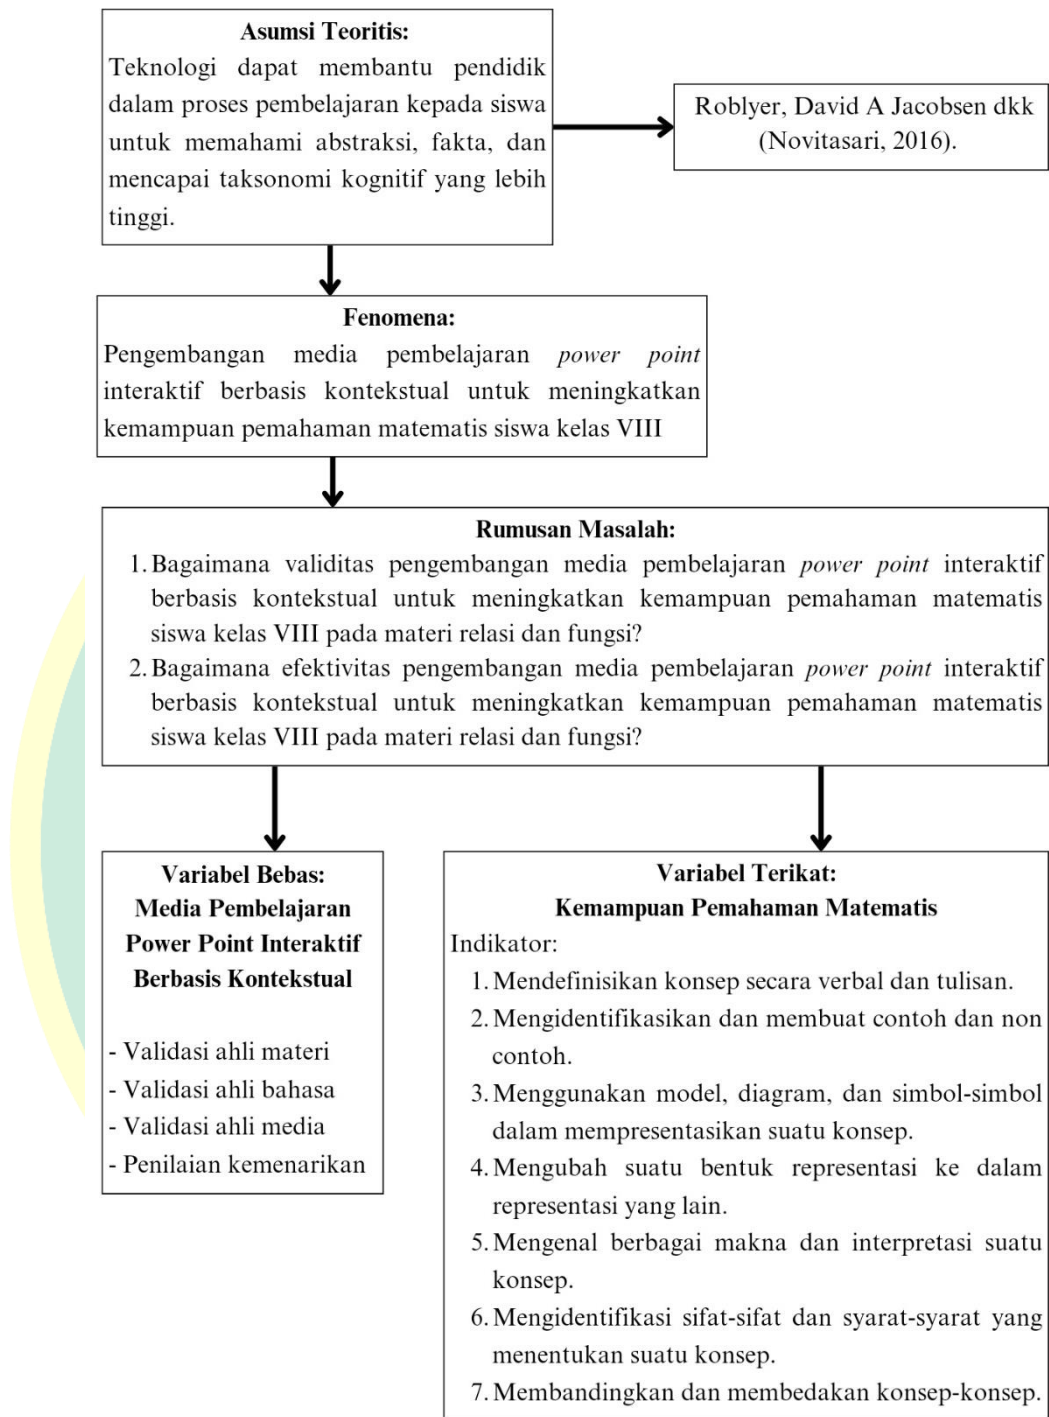 Asumsi Teoritis:
Teknologi dapat membantu pendidik
dalam proses pembelajaran kepada siswa
untuk memahami abstraksi, fakta, dan
mencapai taksonomi kognitif yang lebih
tinggi.
Roblyer, David A Jacobsen dkk
(Novitasari, 2016).
Fenomena:
Pengembangan media pembelajaran power point
interaktif berbasis kontekstual untuk meningkatkan
kemampuan pemahaman matematis siswa kelas VIII
Rumusan Masalah:
1. Bagaimana validitas pengembangan media pembelajaran power point interaktif
berbasis kontekstual untuk meningkatkan kemampuan pemahaman matematis
siswa kelas VIII pada materi relasi dan fungsi?
2. Bagaimana efektivitas pengembangan media pembelajaran power point interaktif
berbasis kontekstual untuk meningkatkan kemampuan pemahaman matematis
siswa kelas VIII pada materi relasi dan fungsi?
Variabel Bebas:
Media Pembelajaran
Power Point Interaktif
Berbasis Kontekstual
- Validasi ahli materi
- Validasi ahli bahasa
- Validasi ahli media
- Penilaian kemenarikan
Variabel Terikat:
Kemampuan Pemahaman Matematis
Indikator:
1. Mendefinisikan konsep secara verbal dan tulisan.
2. Mengidentifikasikan dan membuat contoh dan non
contoh.
3. Menggunakan model, diagram, dan simbol-simbol
dalam mempresentasikan suatu konsep.
4. Mengubah suatu bentuk representasi ke dalam
representasi yang lain.
5. Mengenal berbagai makna dan interpretasi suatu
konsep.
6. Mengidentifikasi sifat-sifat dan syarat-syarat yang
menentukan suatu konsep.
7. Membandingkan dan membedakan konsep-konsep.